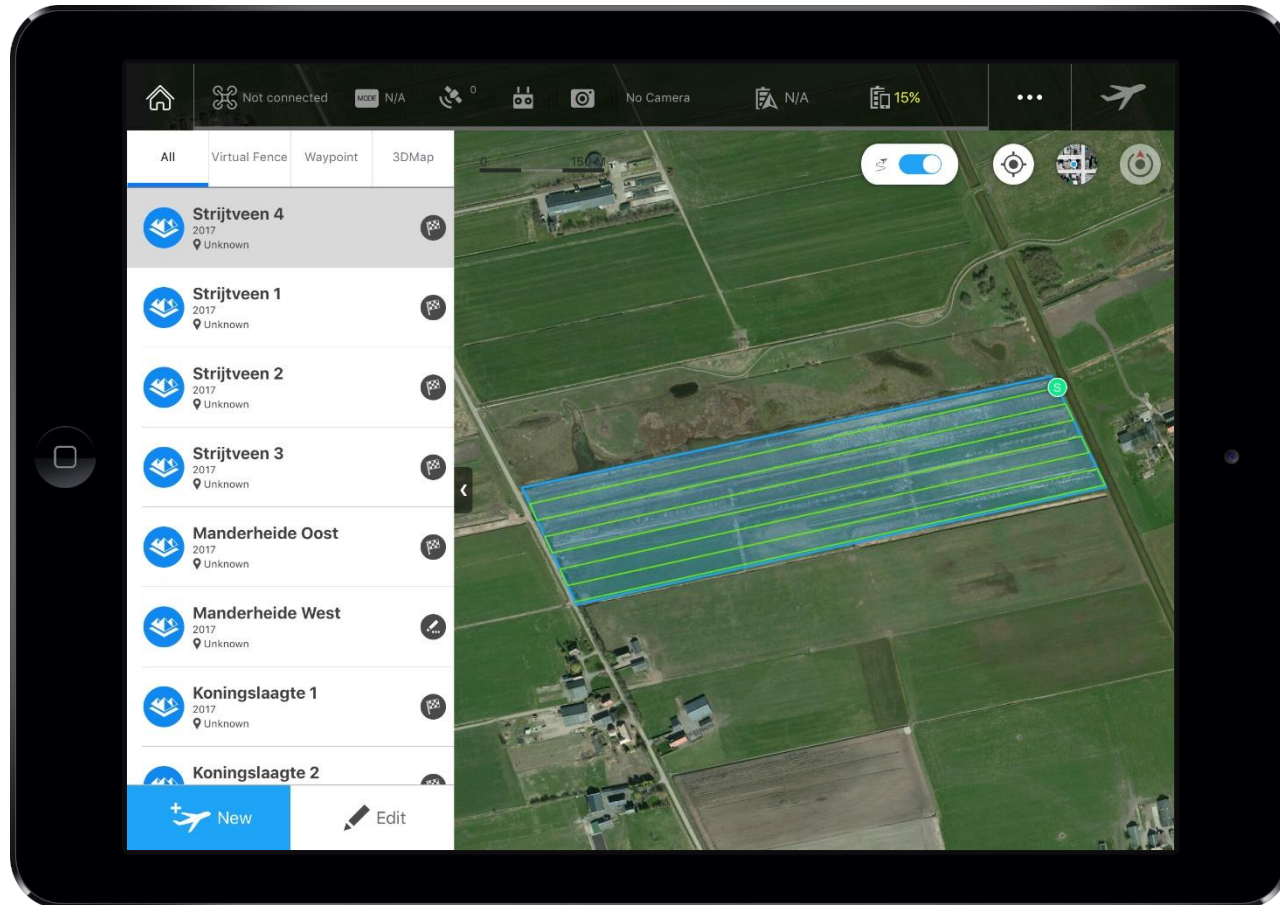 Not connected
MODE N/A
0
No Camera
N/A
15%
All
Virtual Fence
Waypoint
3DMap
0
Strijtveen 4
2017
Unknown
Strijtveen 1
2017
Unknown
Strijtveen 2
2017
Unknown
Strijtveen 3
2017
Unknown
Manderheide Oost
2017
Unknown
Manderheide West
2017
Unknown
Koningslaagte 1
2017
Unknown
Koningslaagte 2
S
New
Edit